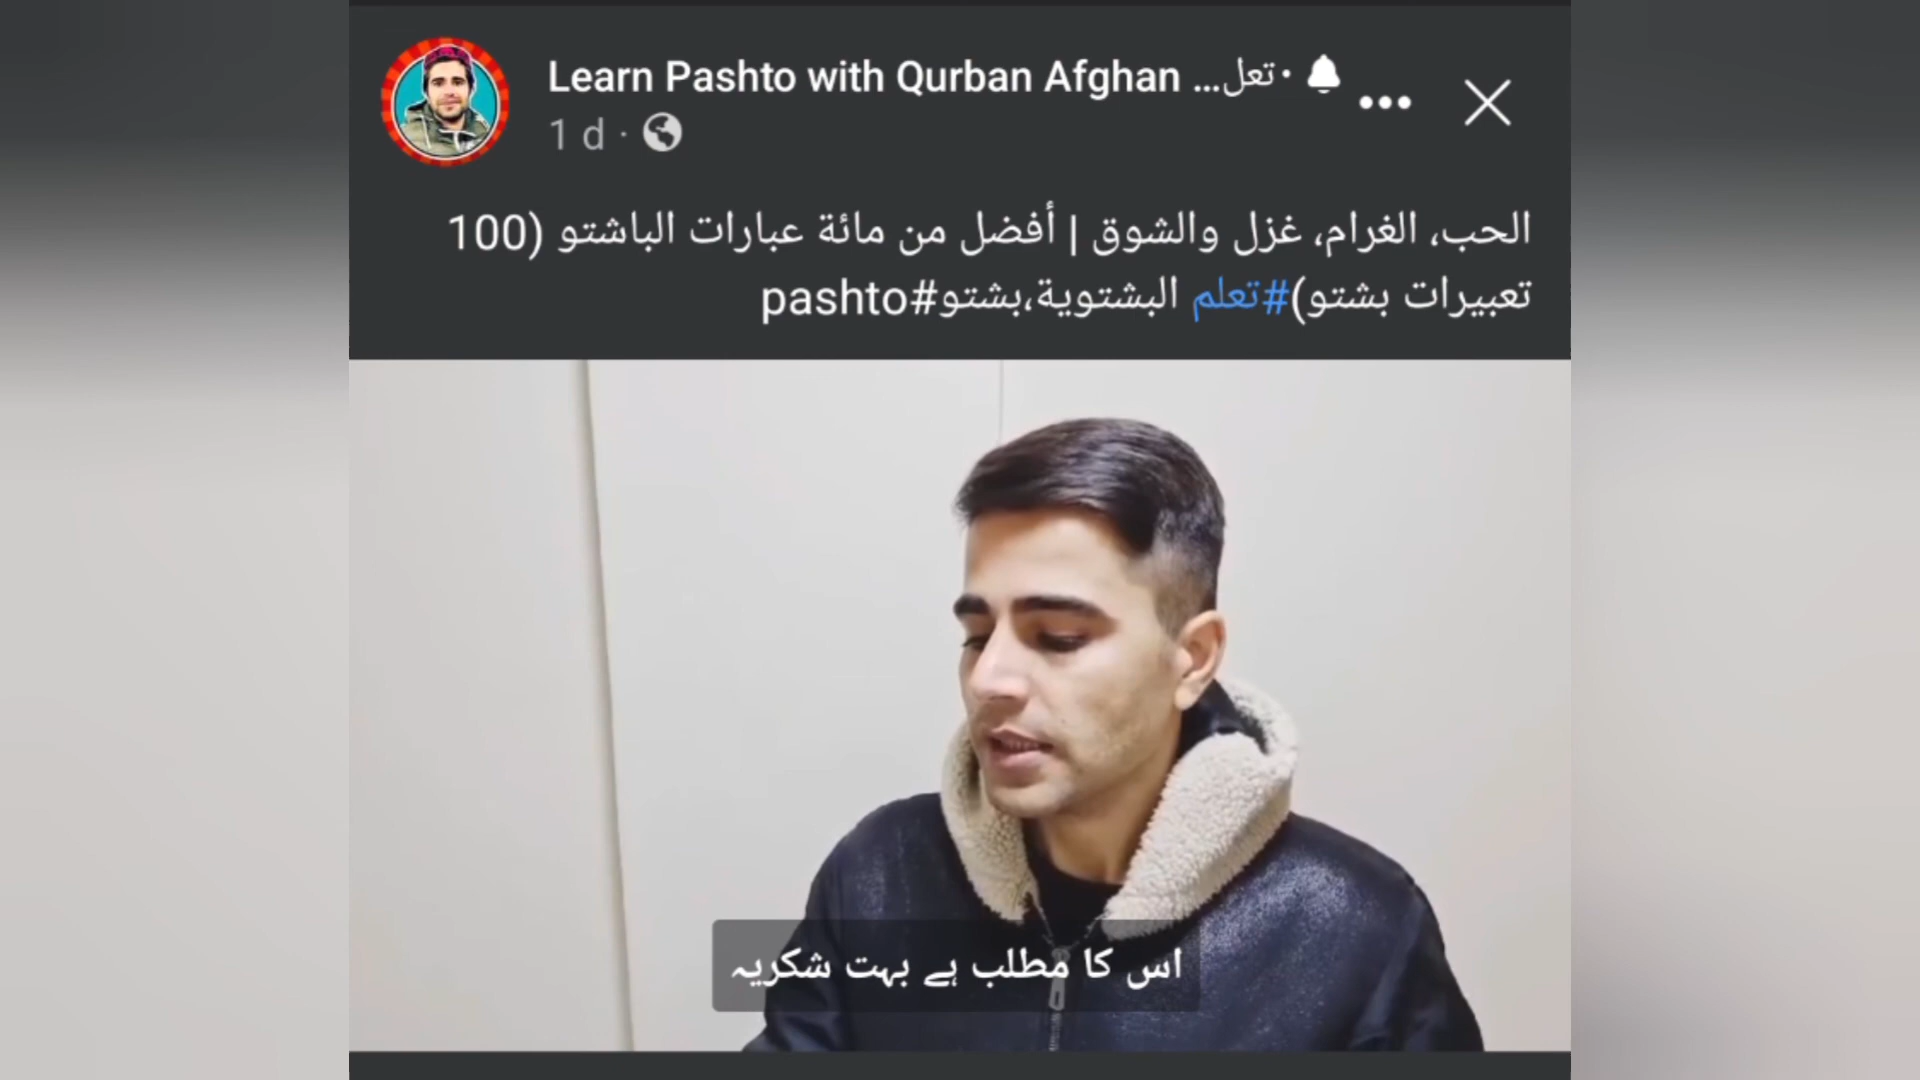 Learn Pashto with Qurban Afghan ...تعل •
1 d ·
الحب، الغرام، غزل والشوق | أفضل من مائة عبارات الباشتو (100
تعبيرات بشتو)#تعلم البشتوية،بشتو#pashto
اس کا مطلب ہے بہت شکریہ